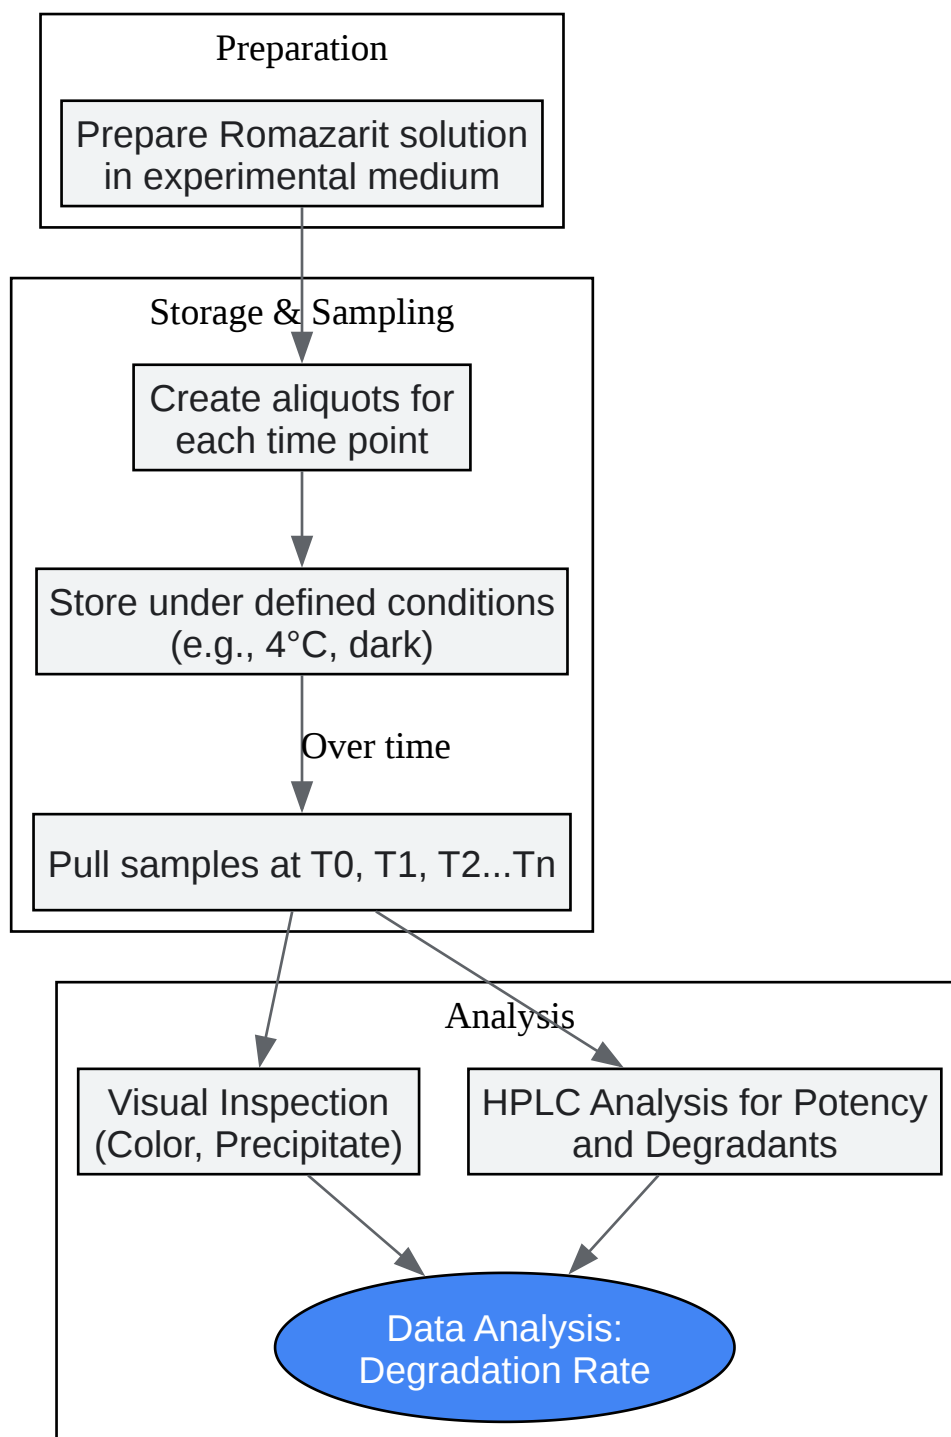 Preparation
Prepare Romazarit solution
in experimental medium
Storage & Sampling
Create aliquots for
each time point
Store under defined conditions
(e.g., 4°C, dark)
Over time
Pull samples at T0, T1, T2...Tn
Analysis
Visual Inspection
(Color, Precipitate)
HPLC Analysis for Potency
and Degradants
Data Analysis:
Degradation Rate